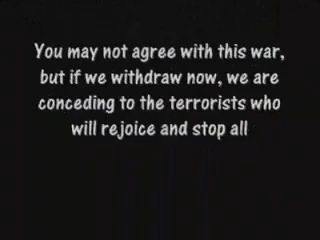 You may not agree with this war,
but if we withdraw now, we are
conceding to the terrorists who
will rejoice and stop all